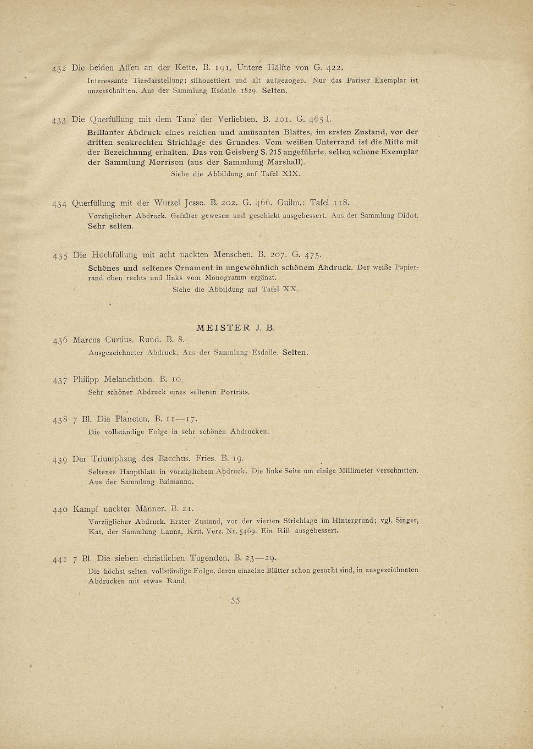 432 Die beiden Affen an der Kette. B. 191, Untere Hälfte von G. 422.
Interessante Tierdarstellung; silhouettiert und alt aufgezogen. Nur das Pariser Exemplar ist
unzerschnitten. Aus der Sammlung Esdaile 1829. Selten.
433 Die Querfüllung mit dem Tanz der Verliebten. B. 201. G. 465 I.
Brillanter Abdruck eines reichen und amüsanten Blattes, im ersten Zustand, vor der
dritten senkrechten Strichlage des Grundes. Vom weißen Unterrand ist die Mitte mit
der Bezeichnung erhalten. Das von Geisberg S. 215 angeführte, selten schöne Exemplar
der Sammlung Morrison (aus der Sammlung Marshall).
Siehe die Abbildung auf Tafel XIX.
434 Querfüllung mit der Wurzel Jesse. B. 202. G. 466. Guilm.: Tafel 118.
Vorzüglicher Abdruck. Gefaltet gewesen und geschickt ausgebessert. Aus der Sammlung Didot.
Sehr selten.
435 Die Hochfüllung mit acht nackten Menschen. B. 207. G. 475.
Schönes und seltenes Ornament in ungewöhnlich schönem Abdruck. Der weiße Papier-
rand oben rechts und links vom Monogramm ergänzt.
Siehe die Abbildung auf Tafel XX.
MEISTER J. B.
436 Marcus Curtius. Rund. B. 8.
Ausgezeichneter Abdruck. Aus der Sammlung Esdaile. Selten.
437 Philipp Melanchthon. B. 10.
Sehr schöner Abdruck eines seltenen Porträts.
438 7 Bl. Die Planeten. B. 11—17.
Die vollständige Folge in sehr schönen Abdrucken.
439 Der Triumphzug des Bacchus. Fries. B. 19.
Seltenes Hauptblatt in vorzüglichem Abdruck. Die linke Seite um einige Millimeter verschnitten.
Aus der Sammlung Balmanno.
440 Kampf nackter Männer. B. 21.
Vorzüglicher Abdruck. Erster Zustand, vor der vierten Strichlage im Hintergrund; vgl. Singer,
Kat. der Sammlung Lanna, Krit. Verz. Nr. 5469. Ein Riß ausgebessert.
441 7 Bl. Die sieben christlichen Tugenden. B. 23—29.
Die höchst selten vollständige Folge, deren einzelne Blätter schon gesucht sind, in ausgezeichneten
Abdrucken mit etwas Rand.
55